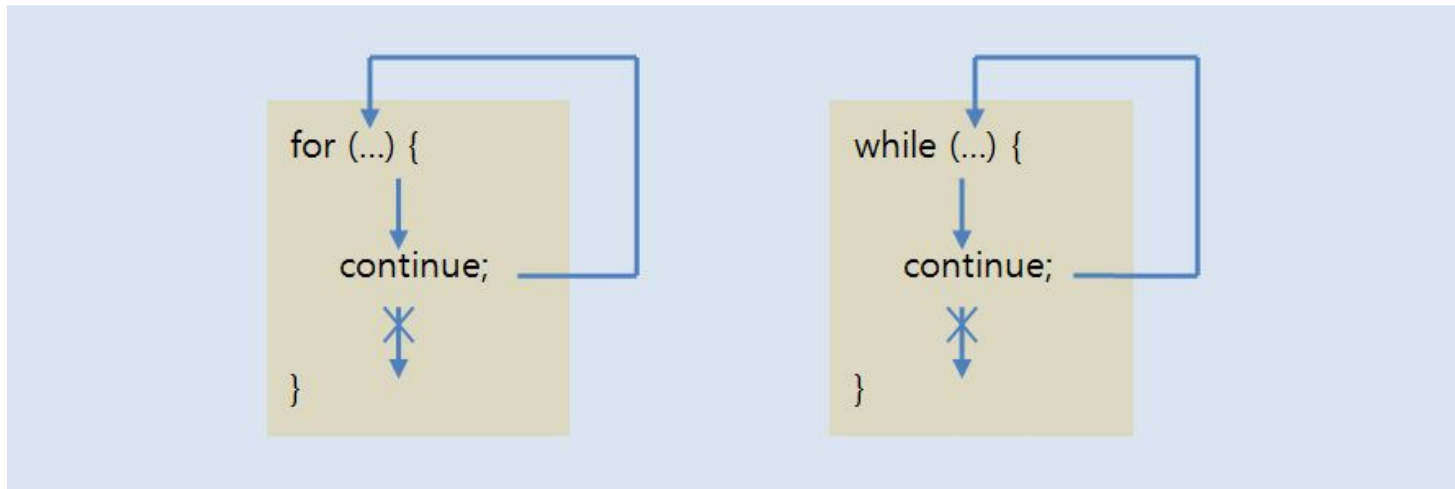 for (...) {
continue;
}
while (...) {
continue;
}